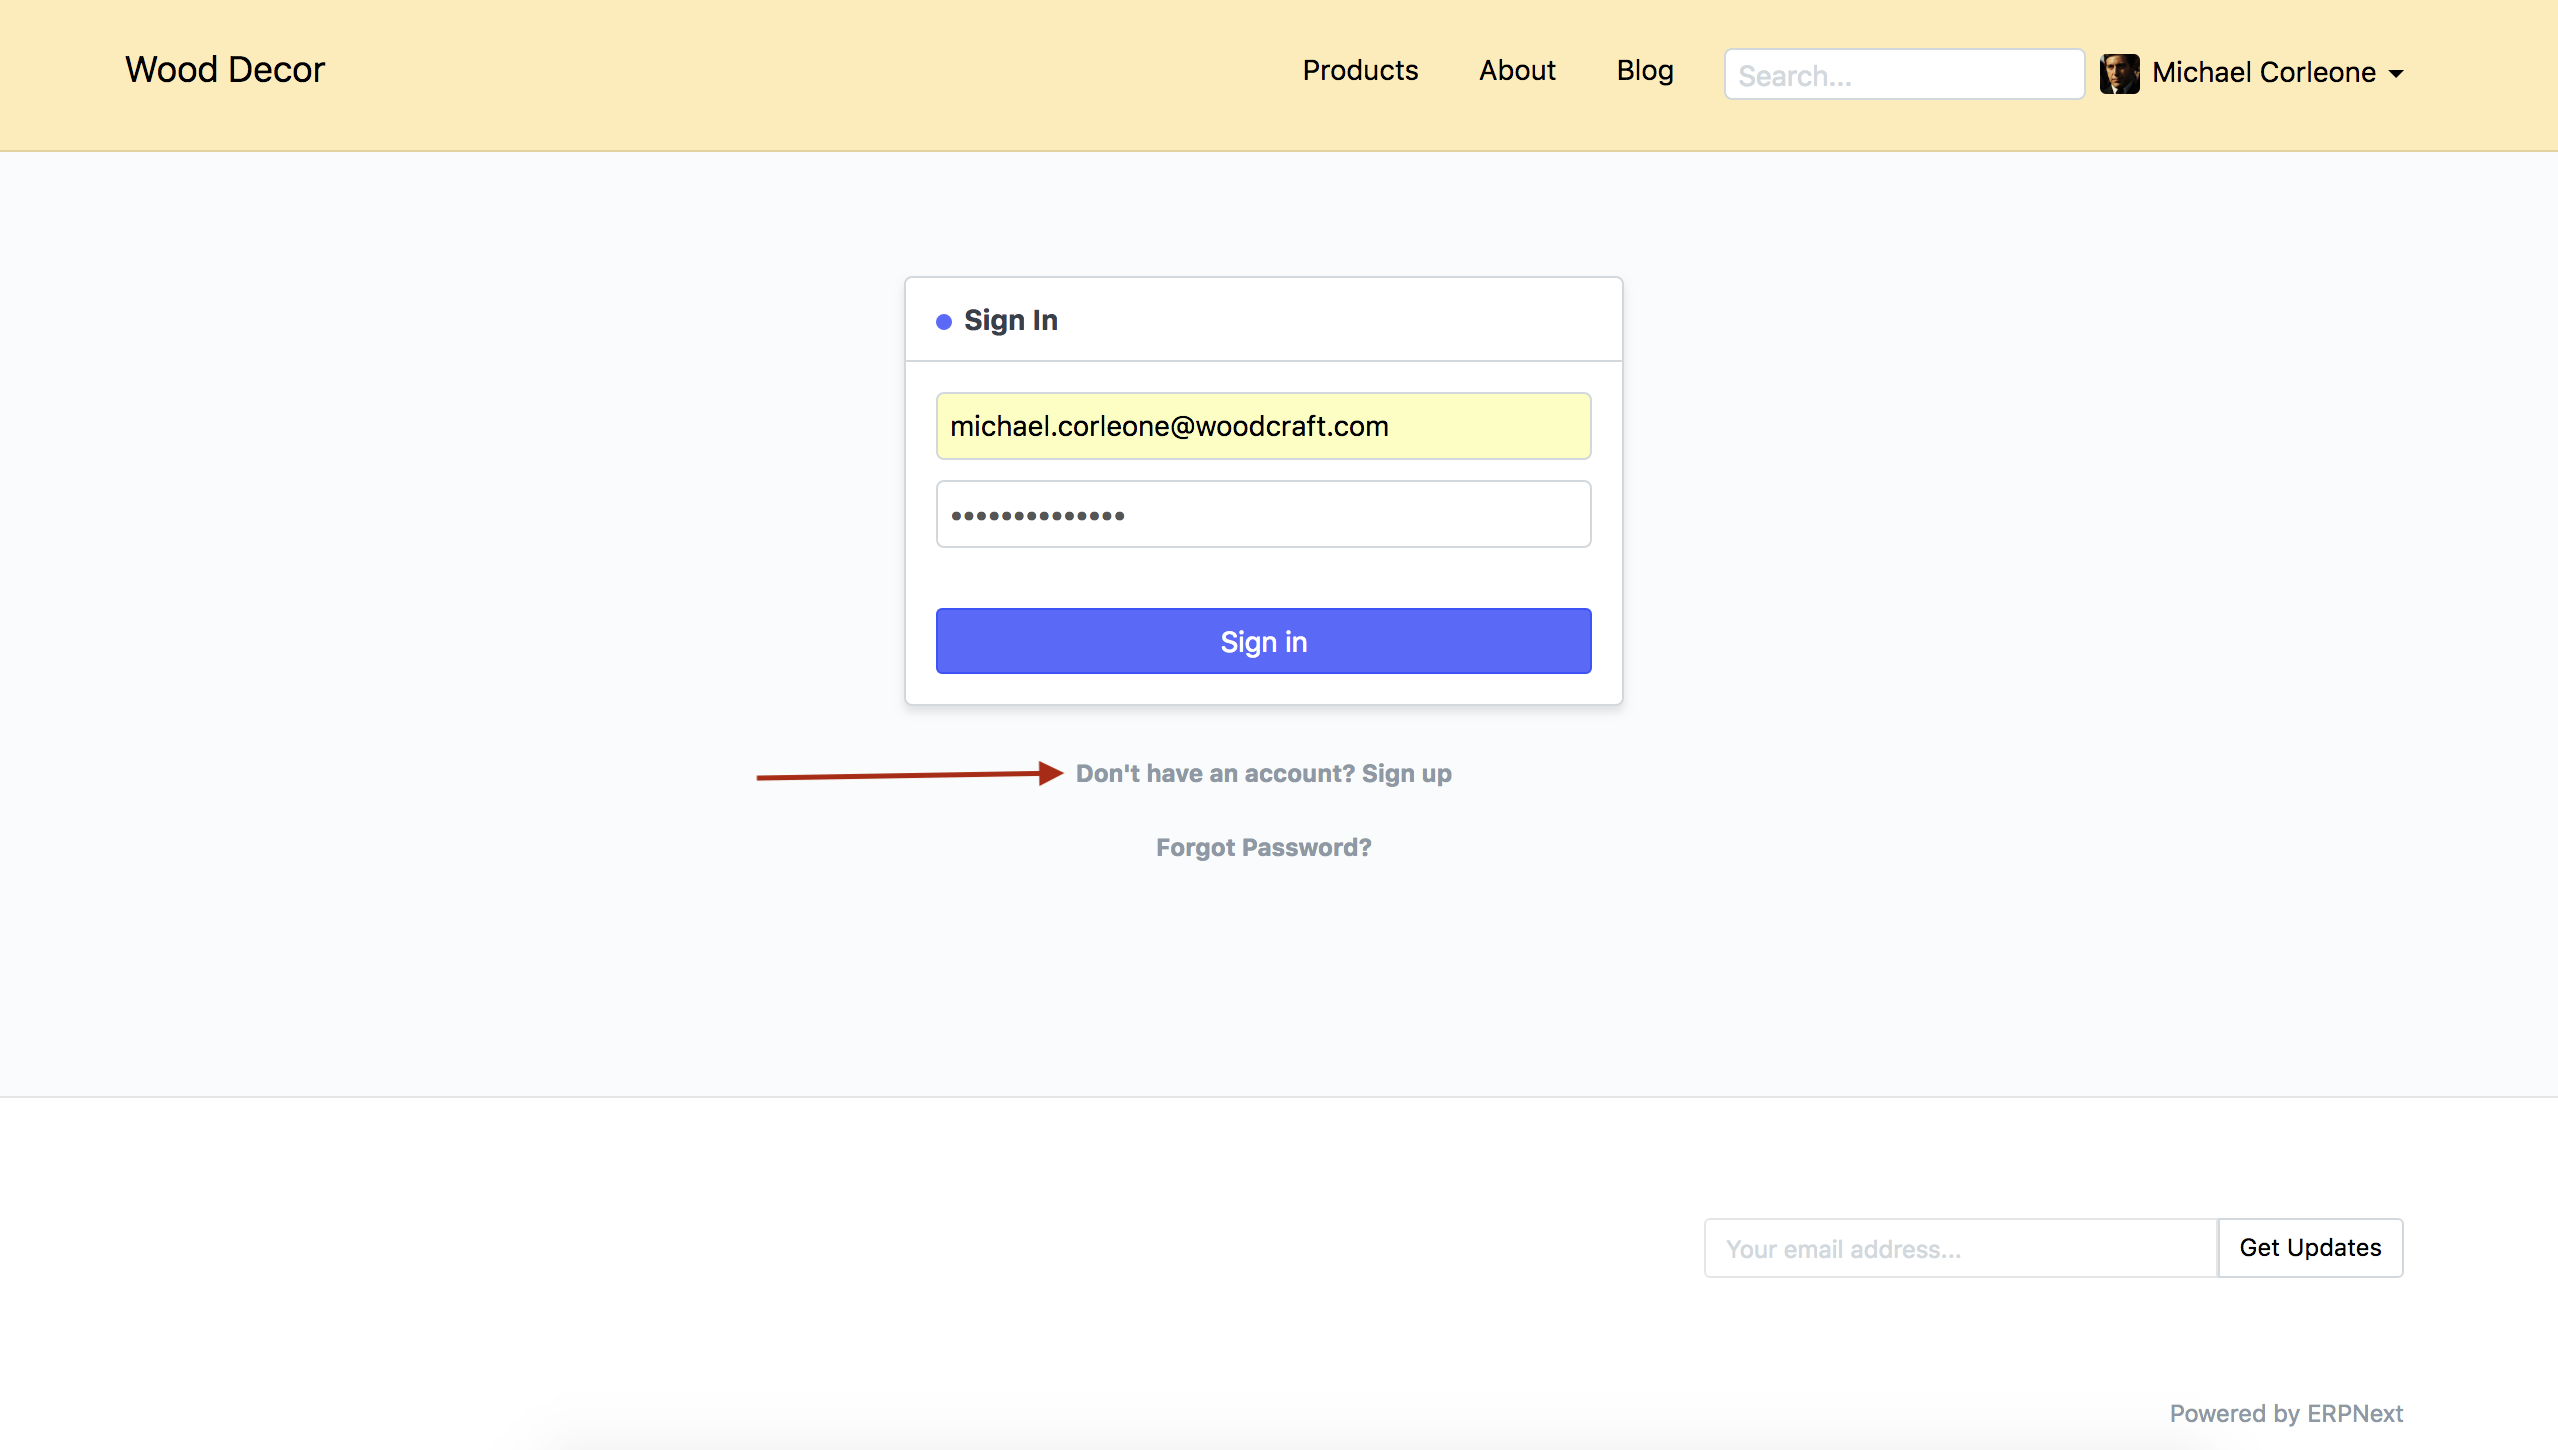 Wood Decor
Products
About
Blog
Search...
Michael Corleone
Sign In
michael.corleone@woodcraft.com
••••••••••••••
Sign in
Don't have an account? Sign up
Forgot Password?
Your email address...
Get Updates
Powered by ERPNext